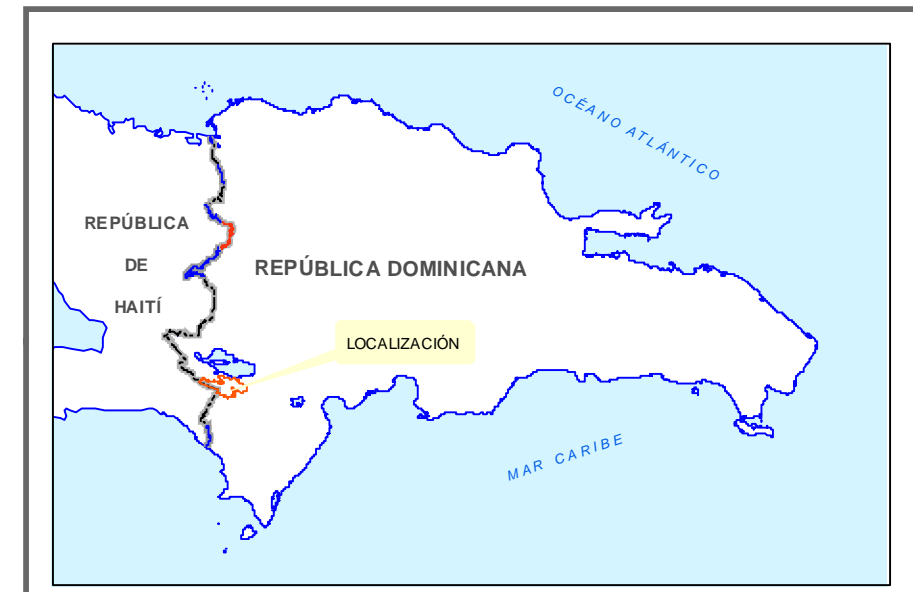 OCÉANO ATLÁNTICO
REPÚBLICA
DE
HAITÍ
REPÚBLICA DOMINICANA
LOCALIZACIÓN
MAR CARIBE